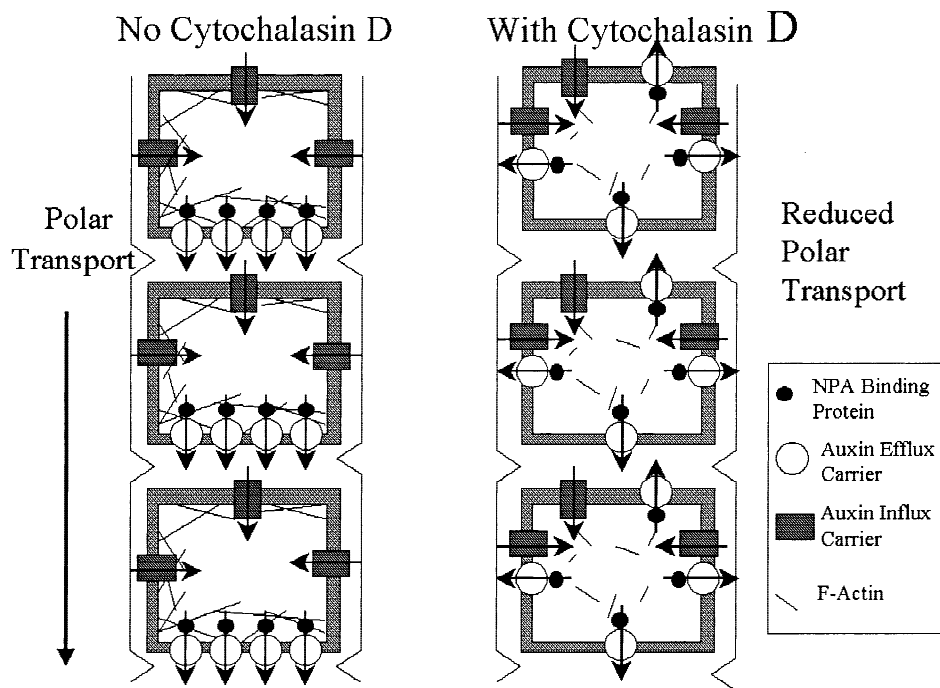 No Cytochalasin D
With Cytochalasin D
Polar
Transport
Reduced
Polar
Transport
NPA Binding
Protein
Auxin Efflux
Carrier
Auxin Influx
Carrier
F-Actin